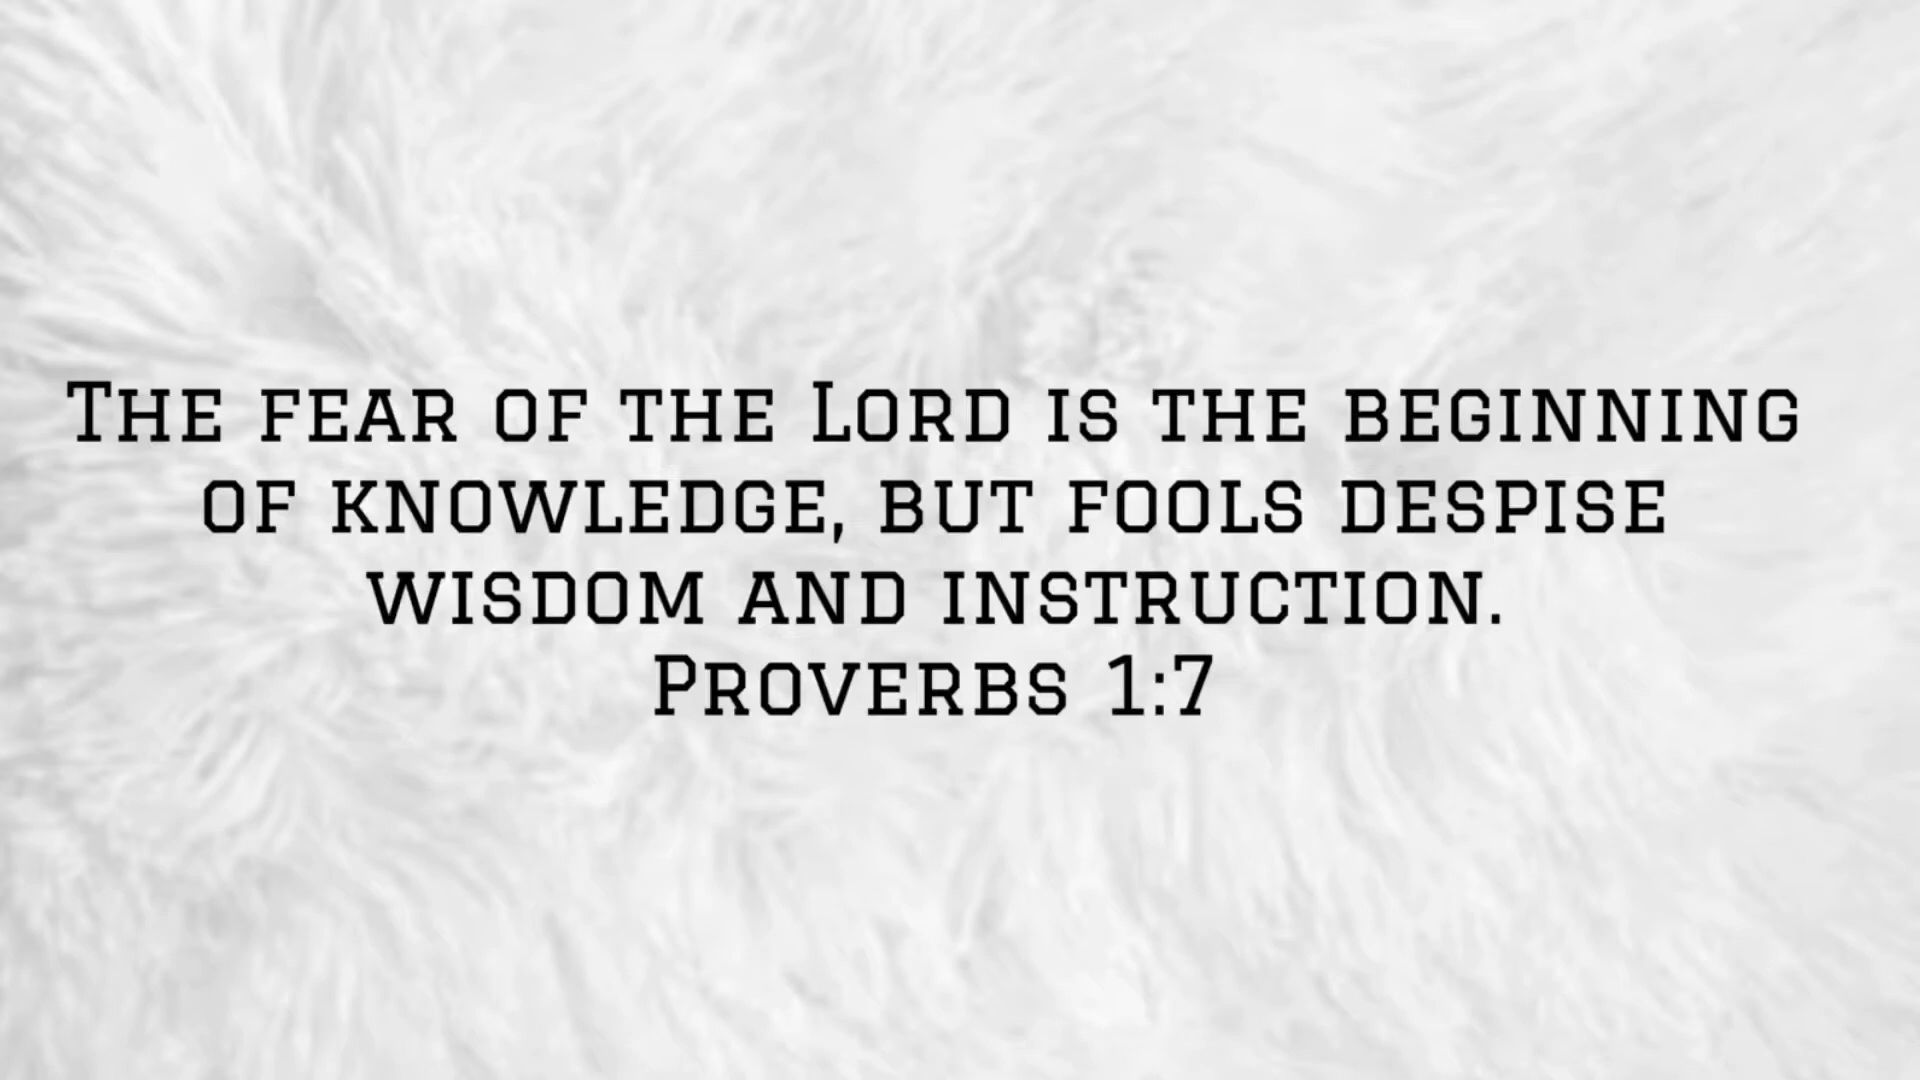 The fear of the Lord is the beginning
of knowledge, but fools despise
wisdom and instruction.
Proverbs 1:7